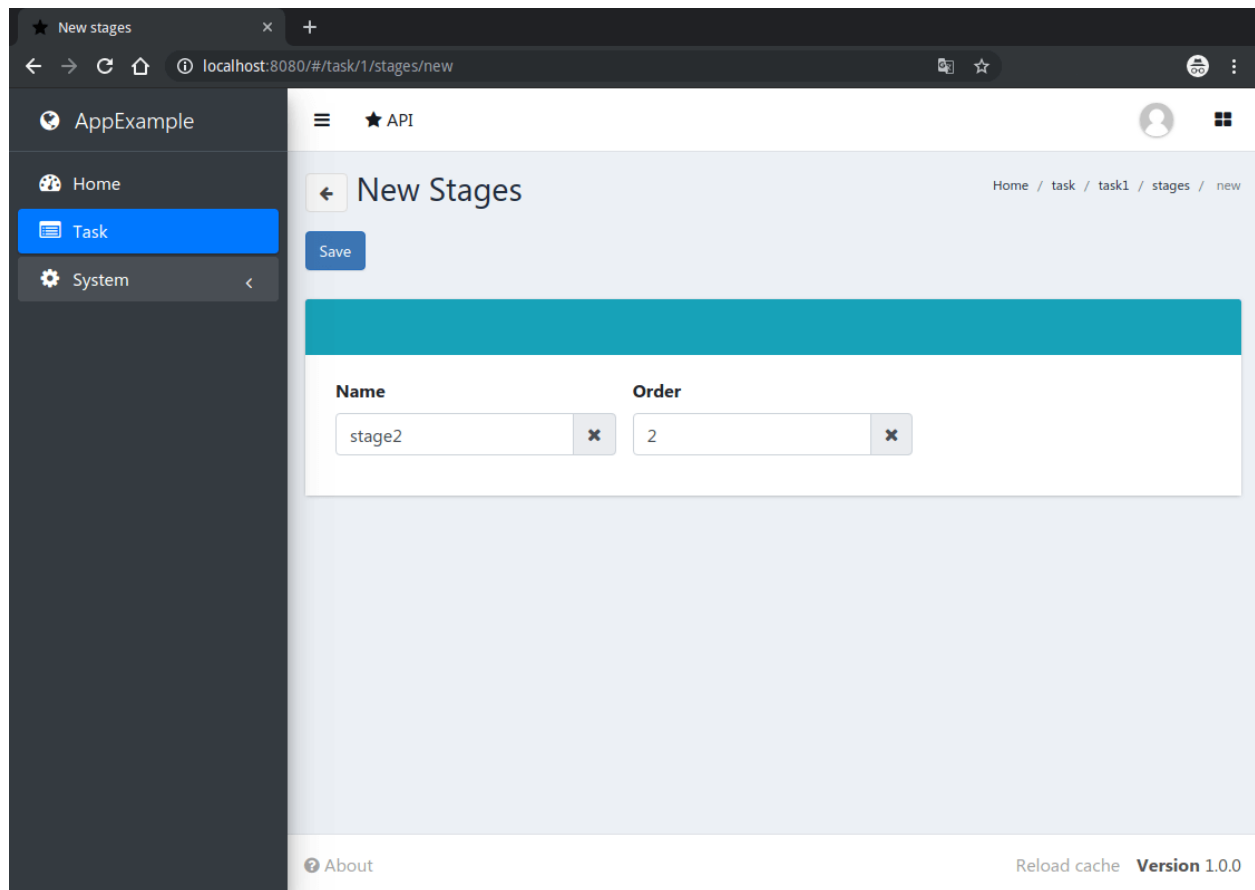 New stages
localhost:8080/#/task/1/stages/new
AppExample
API
Home
Task
System
New Stages
Home / task / task1 / stages / new
Save
Name
Order
stage2
2
About
Reload cache Version 1.0.0